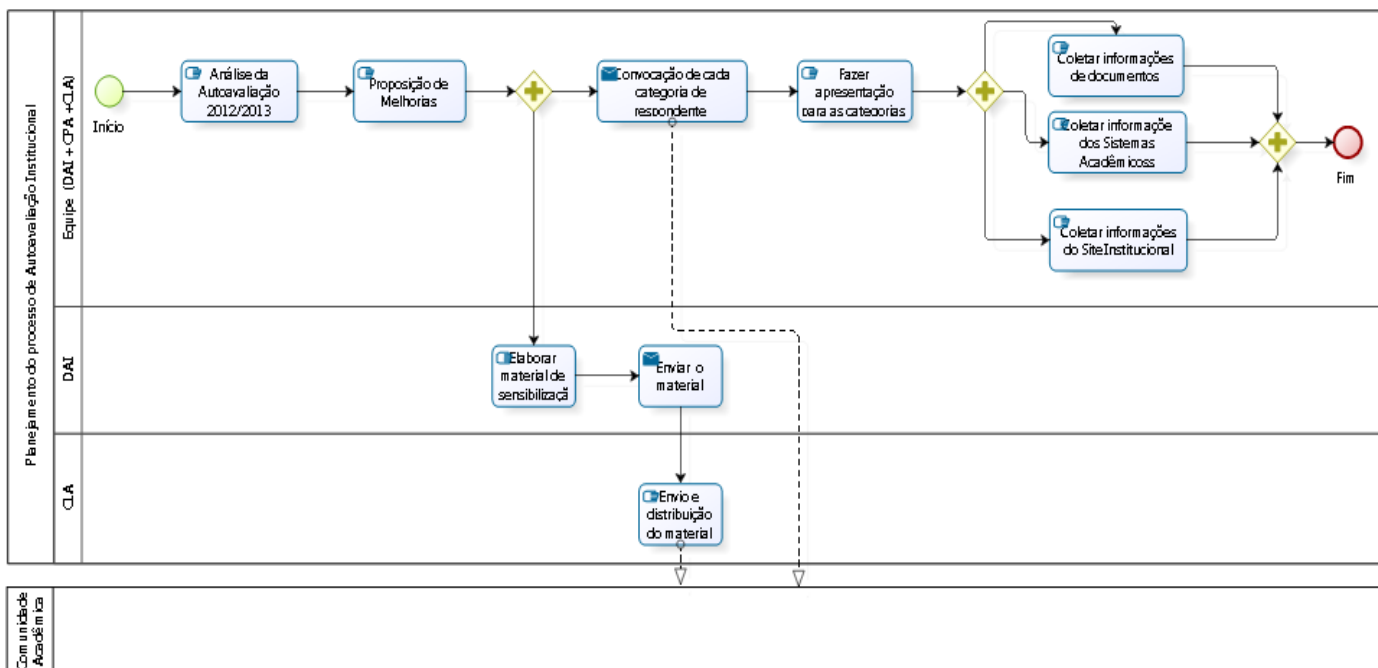 Planejamento do processo de Autoavaliação Institucional
Equipe (DAI + CPA +CLA)
Início
Análise da
Autoavaliação
2012/2013
Proposição de
Melhorias
Convocação de cada
categoria de
respondente
Fazer
apresentação
para as categorias
Coletar informações
de documentos
Coletar informaçõe
dos Sistemas
Acadêmicoss
Coletar informações
do Site Institucional
Fim
DAI
Elaborar
material de
sensibilizaçã
Enviar o
material
CLA
Envio e
distribuição
do material
Comunidade
Acadêmica